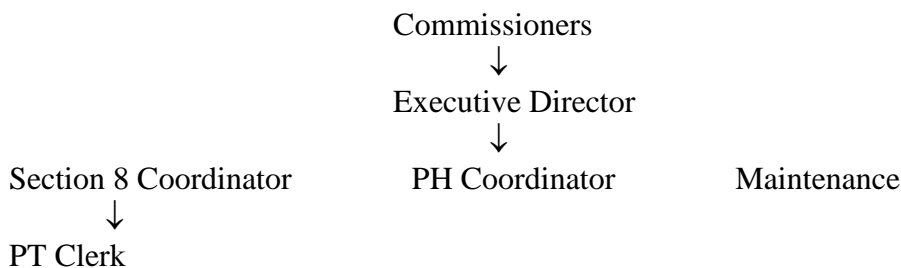 Commissioners
↓
Executive Director
↓
Section 8 Coordinator PH Coordinator Maintenance
↓
PT Clerk